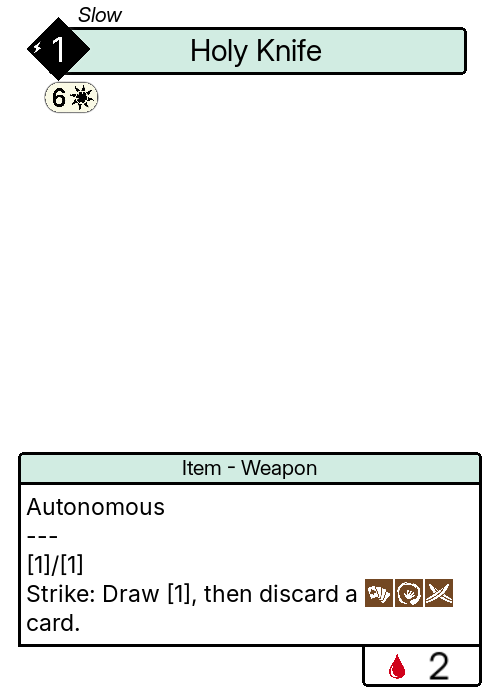 Slow
1
Holy Knife
6
Item - Weapon
Autonomous
---
[1]/[1]
Strike: Draw [1], then discard a
card.
2